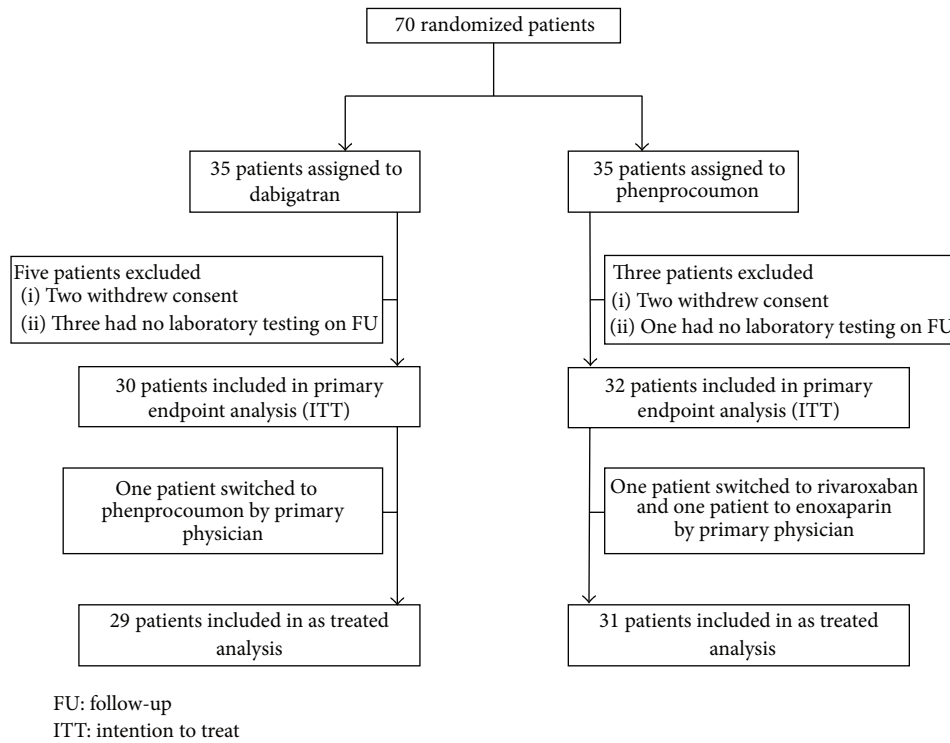 70 randomized patients
35 patients assigned to
dabigatran
35 patients assigned to
phenprocoumon
Five patients excluded
(i) Two withdrew consent
(ii) Three had no laboratory testing on FU
Three patients excluded
(i) Two withdrew consent
(ii) One had no laboratory testing on FU
30 patients included in primary
endpoint analysis (ITT)
32 patients included in primary
endpoint analysis (ITT)
One patient switched to
phenprocoumon by primary
physician
One patient switched to rivaroxaban
and one patient to enoxaparin
by primary physician
29 patients included in as treated
analysis
31 patients included in as treated
analysis
FU: follow-up
ITT: intention to treat